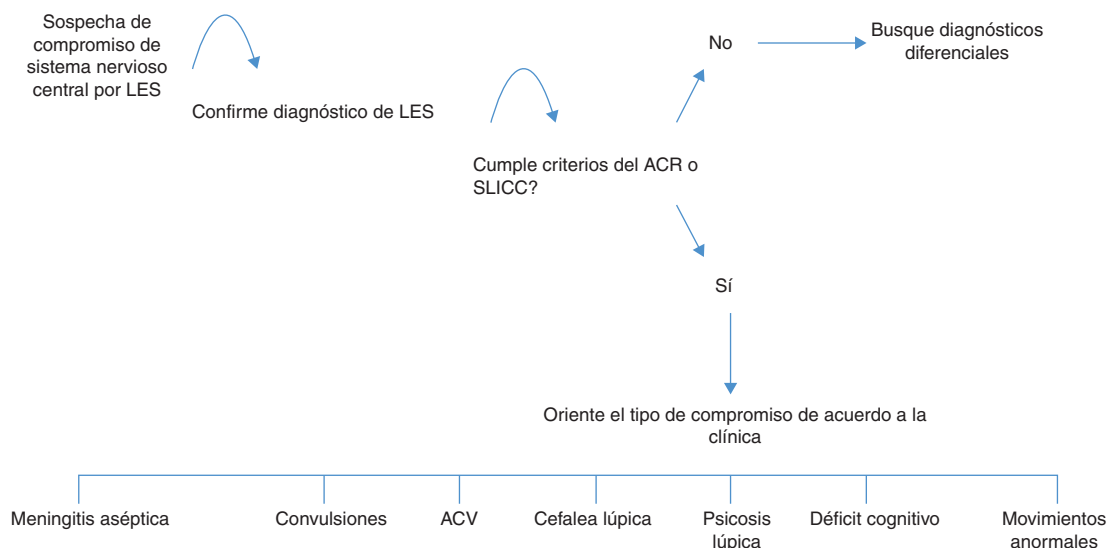 Sospecha de
compromiso de
sistema nervioso
central por LES
Confirme diagnóstico de LES
Cumple criterios del ACR o
SLICC?
No
Busque diagnósticos
diferenciales
Sí
Oriente el tipo de compromiso de acuerdo a la
clínica
Meningitis aséptica
Convulsiones
ACV
Cefalea lúpica
Psicosis
lúpica
Déficit cognitivo
Movimientos
anormales